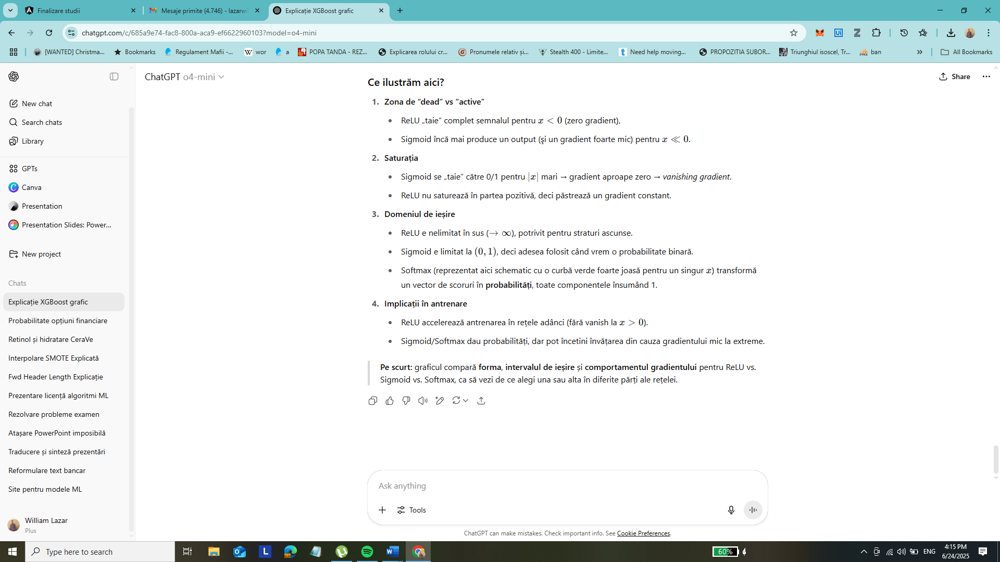 Finalizare studii
Mesaje primite (4.746) - lazarwil
Explicație XGBoost grafic
chatgpt.com/c/685a9e74-fac8-800a-aca9-ef6622960103?model=o4-mini
[WANTED] Christma...
Bookmarks
Regulament Mafii -...
wor
a
POPA TANDA - REZ...
Explicarea rolului cr...
Pronumele relativ și...
Stealth 400 - Limite...
Need help moving...
PROPOZITIA SUBOR...
Triunghiul isoscel, Tr...
ban
All Bookmarks
ChatGPT o4-mini
Share
New chat
Search chats
Library
GPTs
Canva
Presentation
Presentation Slides: Power...
New project
Chats
Explicație XGBoost grafic
Probabilitate opțiuni financiare
Retinol și hidratare CeraVe
Interpolare SMOTE Explicată
Fwd Header Length Explicație
Prezentare licență algoritmi ML
Rezolvare probleme examen
Atașare PowerPoint imposibilă
Traducere și sinteză prezentări
Reformulare text bancar
Site pentru modele ML
William Lazar
Plus
Ce ilustrăm aici?
1. Zona de “dead” vs “active”
• ReLU „taie” complet semnalul pentru x < 0 (zero gradient),
• Sigmoid încă mai produce un output (şi un gradient foarte mic) pentru x ≪ 0.
2. Saturația
• Sigmoid se „taie” către 0/1 pentru |x| mari → gradient aproape zero → vanishing gradient.
• ReLU nu saturează în partea pozitivă, deci păstrează un gradient constant.
3. Domeniul de ieșire
• ReLU e nelimitat în sus (→ ∞), potrivit pentru straturi ascunse.
• Sigmoid e limitat la (0, 1), deci adesea folosit când vrem o probabilitate binară.
• Softmax (reprezentat aici schematic cu o curbă verde foarte joasă pentru un singur x) transformă
un vector de scoruri în probabilități, toate componentele însumând 1.
4. Implicații în antrenare
• ReLU accelerează antrenarea în rețele adânci (fără vanish la x > 0).
• Sigmoid/Softmax dau probabilități, dar pot încetini învățarea din cauza gradientului mic la extreme.
Pe scurt: graficul compară forma, intervalul de ieșire și comportamentul gradientului pentru ReLU vs.
Sigmoid vs. Softmax, ca să vezi de ce alegi una sau alta în diferite părți ale rețelei.
Ask anything
Tools
ChatGPT can make mistakes. Check important info. See Cookie Preferences.
Type here to search
60%
ENG
4:15 PM
6/24/2025